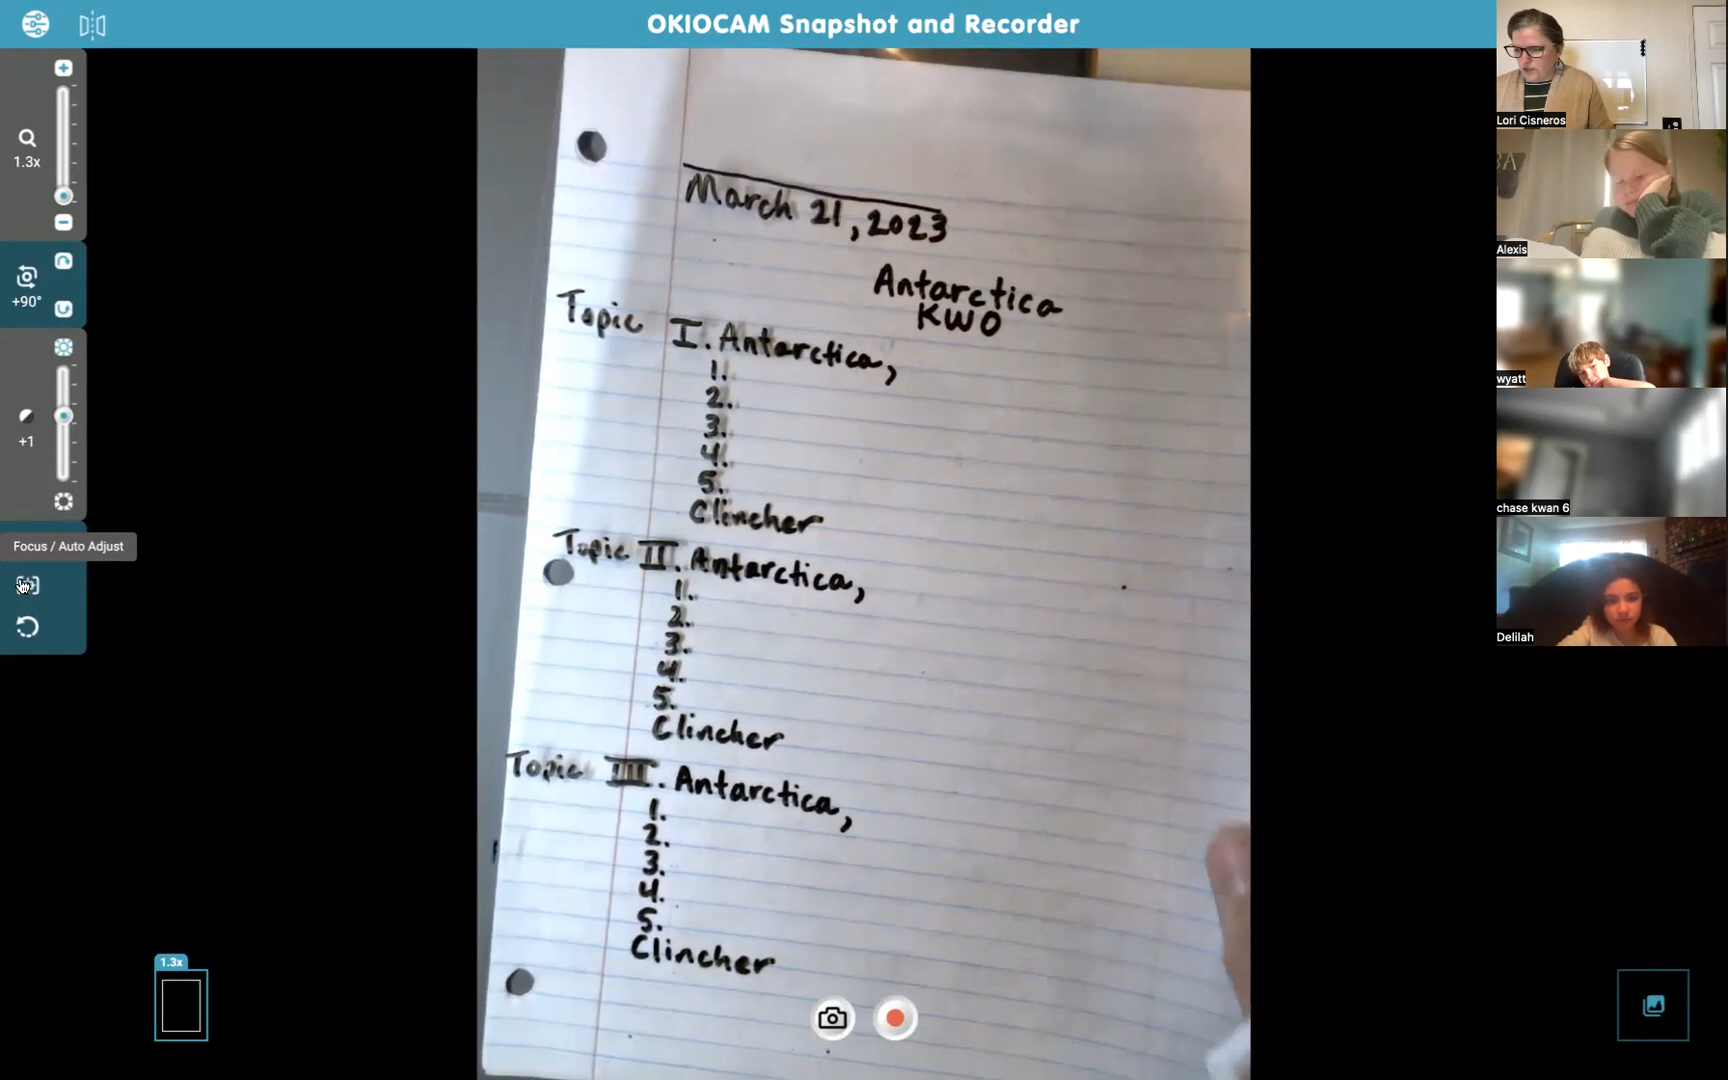 OKIOCAM Snapshot and Recorder
1.3x
+90°
+1
Focus / Auto Adjust
1.3x
March 21, 2023
Antarctica
KWO
Topic I. Antarctica,
1.
2.
3.
4.
5.
Clincher
Topic II. Antarctica,
1.
2.
3.
4.
5.
Clincher
Topic III. Antarctica,
1.
2.
3.
4.
5.
Clincher
Lori Cisneros
Alexis
wyatt
chase kwan 6
Delilah